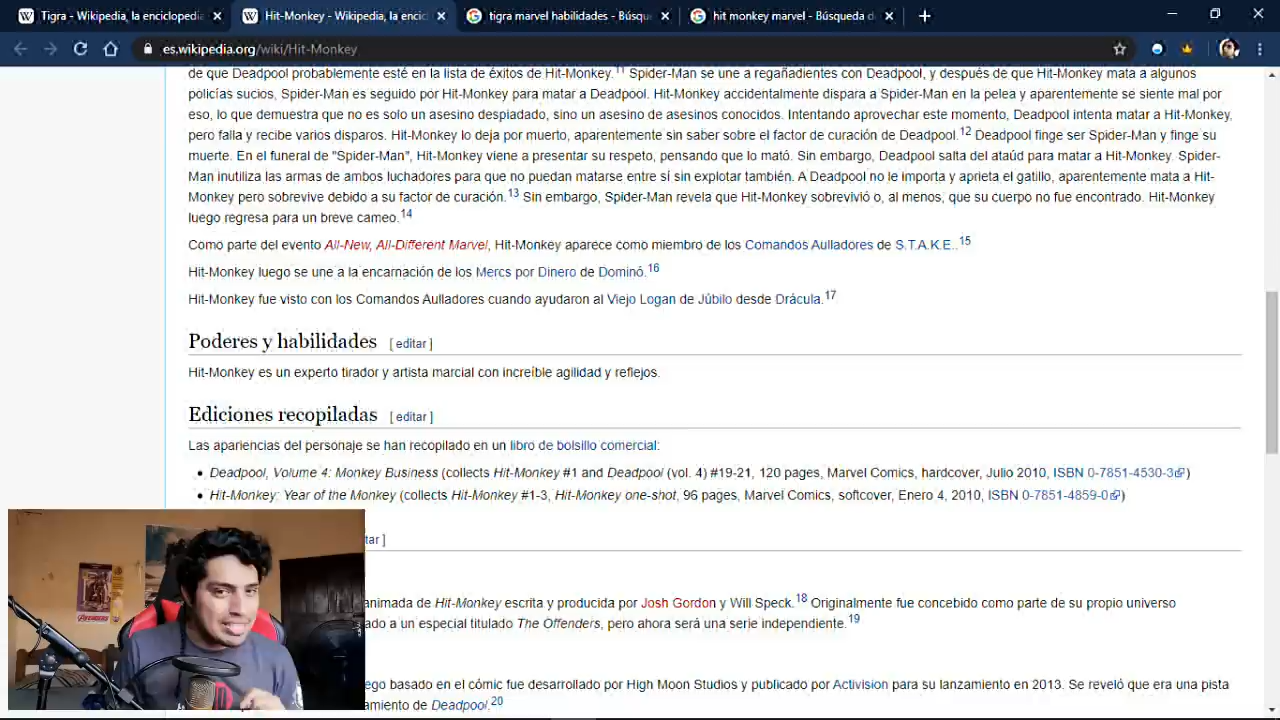 Tigra - Wikipedia, la enciclopedia
Hit-Monkey - Wikipedia, la encic
tigra marvel habilidades - Búsqu
hit monkey marvel - Búsqueda d
es.wikipedia.org/wiki/Hit-Monkey
de que Deadpool probablemente esté en la lista de éxitos de Hit-Monkey.11 Spider-Man se une a regañadientes con Deadpool, y después de que Hit-Monkey mata a algunos
policías sucios, Spider-Man es seguido por Hit-Monkey para matar a Deadpool. Hit-Monkey accidentalmente dispara a Spider-Man en la pelea y aparentemente se siente mal por
eso, lo que demuestra que no es solo un asesino despiadado, sino un asesino de asesinos conocidos. Intentando aprovechar este momento, Deadpool intenta matar a Hit-Monkey,
pero falla y recibe varios disparos. Hit-Monkey lo deja por muerto, aparentemente sin saber sobre el factor de curación de Deadpool.12 Deadpool finge ser Spider-Man y finge su
muerte. En el funeral de "Spider-Man", Hit-Monkey viene a presentar su respeto, pensando que lo mató. Sin embargo, Deadpool salta del ataúd para matar a Hit-Monkey. Spider-
Man inutiliza las armas de ambos luchadores para que no puedan matarse entre sí sin explotar también. A Deadpool no le importa y aprieta el gatillo, aparentemente mata a Hit-
Monkey pero sobrevive debido a su factor de curación.13 Sin embargo, Spider-Man revela que Hit-Monkey sobrevivió o, al menos, que su cuerpo no fue encontrado. Hit-Monkey
luego regresa para un breve cameo.14
Como parte del evento All-New, All-Different Marvel, Hit-Monkey aparece como miembro de los Comandos Aulladores de S.T.A.K.E..15
Hit-Monkey luego se une a la encarnación de los Mercs por Dinero de Dominó.16
Hit-Monkey fue visto con los Comandos Aulladores cuando ayudaron al Viejo Logan de Júbilo desde Drácula.17
Poderes y habilidades [ editar ]
Hit-Monkey es un experto tirador y artista marcial con increíble agilidad y reflejos.
Ediciones recopiladas [ editar ]
Las apariencias del personaje se han recopilado en un libro de bolsillo comercial:
• Deadpool, Volume 4: Monkey Business (collects Hit-Monkey #1 and Deadpool (vol. 4) #19-21, 120 pages, Marvel Comics, hardcover, Julio 2010, ISBN 0-7851-4530-3)
• Hit-Monkey: Year of the Monkey (collects Hit-Monkey #1-3, Hit-Monkey one-shot, 96 pages, Marvel Comics, softcover, Enero 4, 2010, ISBN 0-7851-4859-0)
tar ]
animada de Hit-Monkey escrita y producida por Josh Gordon y Will Speck.18 Originalmente fue concebido como parte de su propio universo
ado a un especial titulado The Offenders, pero ahora será una serie independiente.19
ego basado en el cómic fue desarrollado por High Moon Studios y publicado por Activision para su lanzamiento en 2013. Se reveló que era una pista
amiento de Deadpool.20